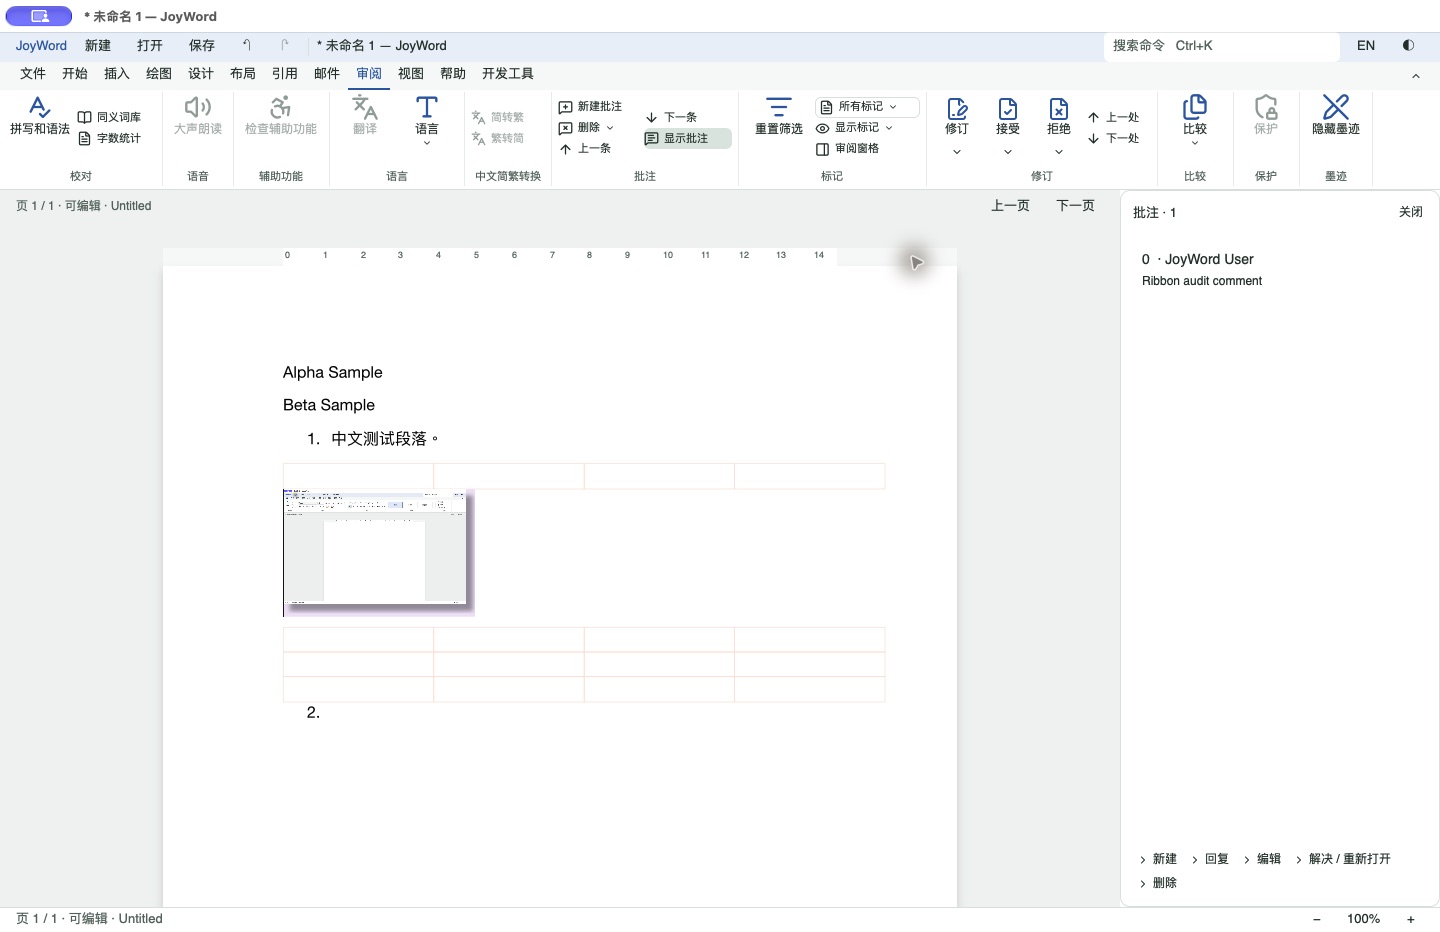 * 未命名 1 — JoyWord
JoyWord 新建 打开 保存 * 未命名 1 — JoyWord 搜索命令 Ctrl+K EN
文件 开始 插入 绘图 设计 布局 引用 邮件 审阅 视图 帮助 开发工具
拼写和语法
同义词库
字数统计
校对
大声朗读
语音
检查辅助功能
辅助功能
翻译
语言
语言
简转繁
繁转简
中文简繁转换
新建批注
删除
上一条
下一条
显示批注
批注
重置筛选
所有标记
显示标记
审阅窗格
标记
修订
接受
拒绝
上一处
下一处
修订
比较
比较
保护
保护
隐藏墨迹
墨迹
页 1 / 1 · 可编辑 · Untitled 上一页 下一页
0 1 2 3 4 5 6 7 8 9 10 11 12 13 14
Alpha Sample
Beta Sample
1. 中文测试段落。
2.
批注 · 1 关闭
0 · JoyWord User
Ribbon audit comment
新建 回复 编辑 解决 / 重新打开
删除
页 1 / 1 · 可编辑 · Untitled − 100% +